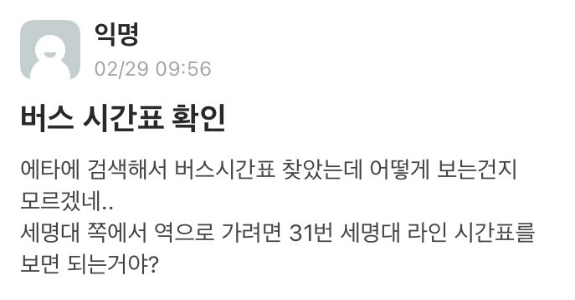 익명
02/29 09:56
버스 시간표 확인
에타에 검색해서 버스시간표 찾았는데 어떻게 보는건지
모르겠네..
세명대 쪽에서 역으로 가려면 31번 세명대 라인 시간표를
보면 되는거야?